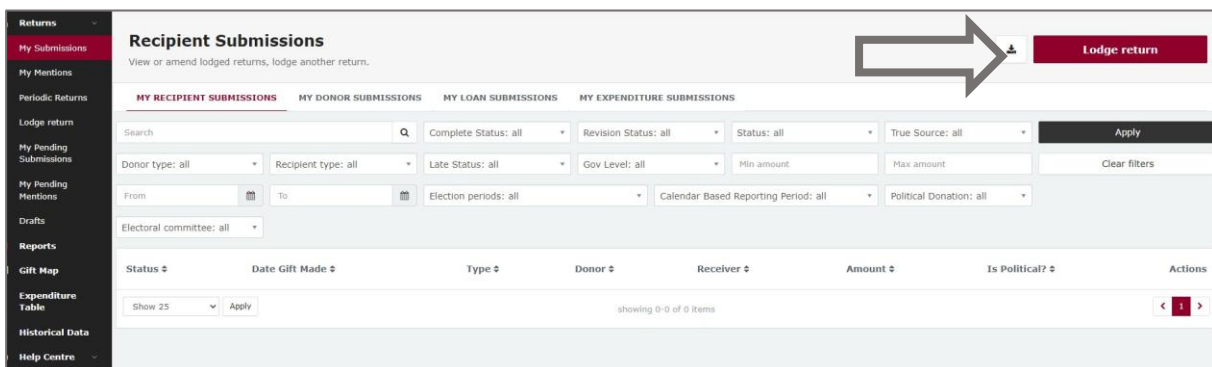 Returns
My Submissions
My Mentions
Periodic Returns
Lodge return
My Pending
Submissions
My Pending
Mentions
Drafts
Reports
Gift Map
Expenditure
Table
Historical Data
Help Centre
Recipient Submissions
View or amend lodged returns, lodge another return.
Lodge return
MY RECIPIENT SUBMISSIONS MY DONOR SUBMISSIONS MY LOAN SUBMISSIONS MY EXPENDITURE SUBMISSIONS
Search Complete Status: all Revision Status: all Status: all True Source: all Apply
Donor type: all Recipient type: all Late Status: all Gov Level: all Min amount Max amount Clear filters
From To Election periods: all Calendar Based Reporting Period: all Political Donation: all
Electoral committee: all
Status Date Gift Made Type Donor Receiver Amount Is Political? Actions
Show 25 Apply showing 0-0 of 0 items < 1 >